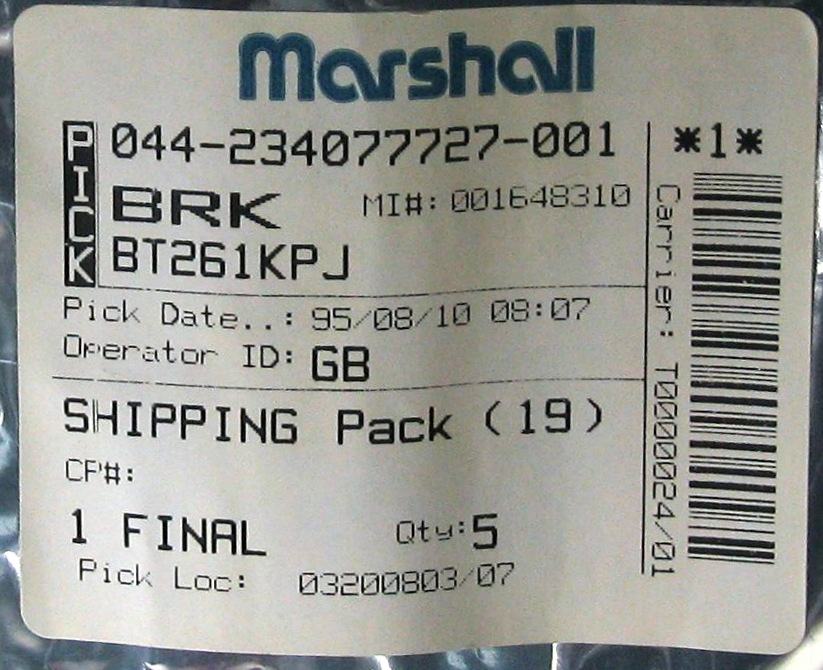 Marshall
PICK
044-234077727-001
*1*
BRK
MI#: 001648310
BT261KPJ
Pick Date..: 95/08/10 08:07
Operator ID: GB
Carrier: T0000024/01
SHIPPING Pack (19)
CP#:
1 FINAL
Qty: 5
Pick Loc: 03200803/07